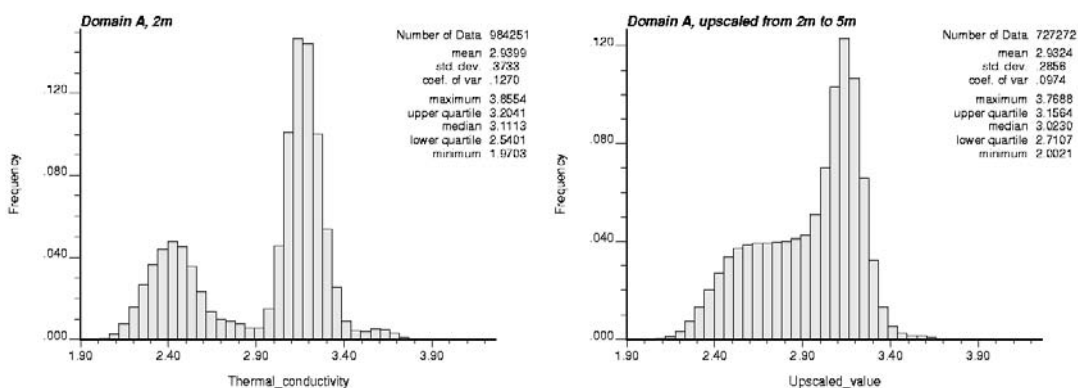 Domain A, 2m
Number of Data 984251
mean 2.9399
std. dev. .3733
coef. of var .1270
maximum 3.8554
upper quartile 3.2041
median 3.1113
lower quartile 2.5401
minimum 1.9703
Frequency
.120
.080
.040
.000
1.90 2.40 2.90 3.40 3.90
Thermal_conductivity
Domain A, upscaled from 2m to 5m
Number of Data 727272
mean 2.9324
std. dev. .2856
coef. of var .0974
maximum 3.7688
upper quartile 3.1564
median 3.0230
lower quartile 2.7107
minimum 2.0021
Frequency
.120
.080
.040
.000
1.90 2.40 2.90 3.40 3.90
Upscaled_value